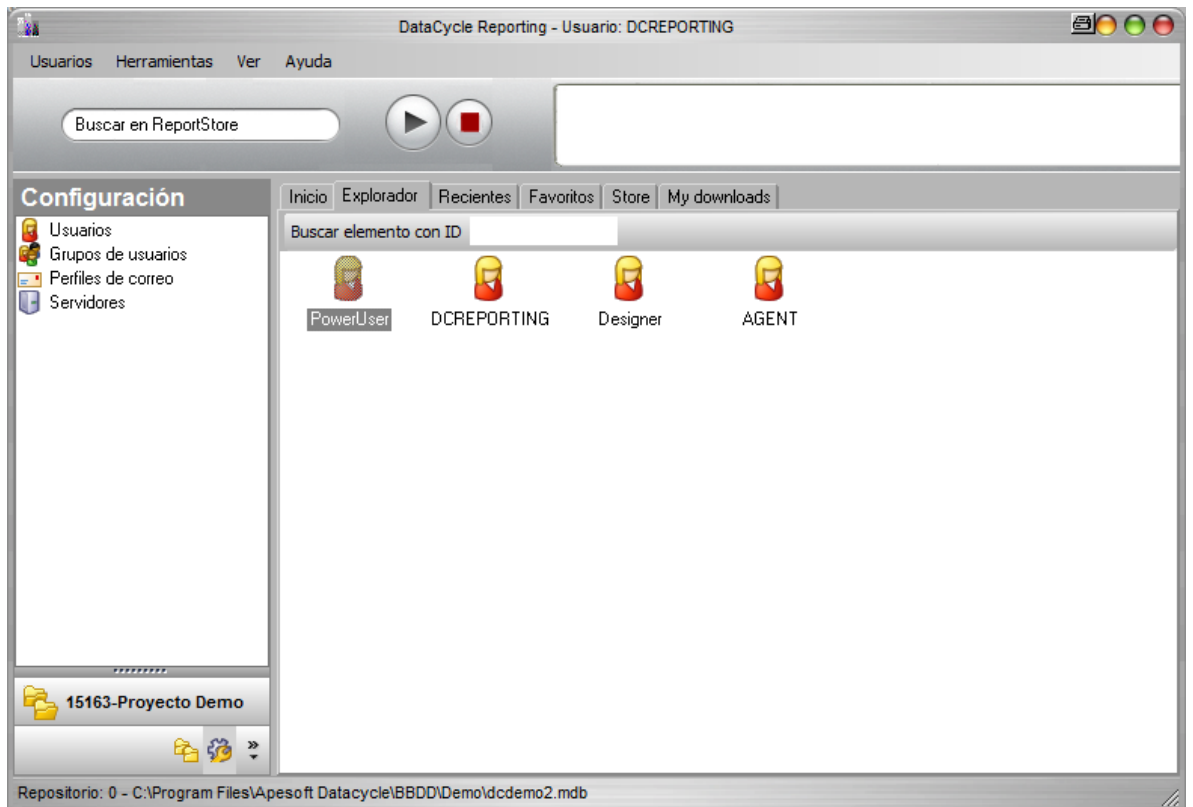 DataCycle Reporting - Usuario: DCREPORTING
Usuarios Herramientas Ver Ayuda
Buscar en ReportStore
Configuración
Usuarios
Grupos de usuarios
Perfiles de correo
Servidores
Inicio Explorador Recientes Favoritos Store My downloads
Buscar elemento con ID
PowerUser DCREPORTING Designer AGENT
15163-Proyecto Demo
Repositorio: 0 - C:\Program Files\Apesoft Datacycle\BBDD\Demo\dcdemo2.mdb